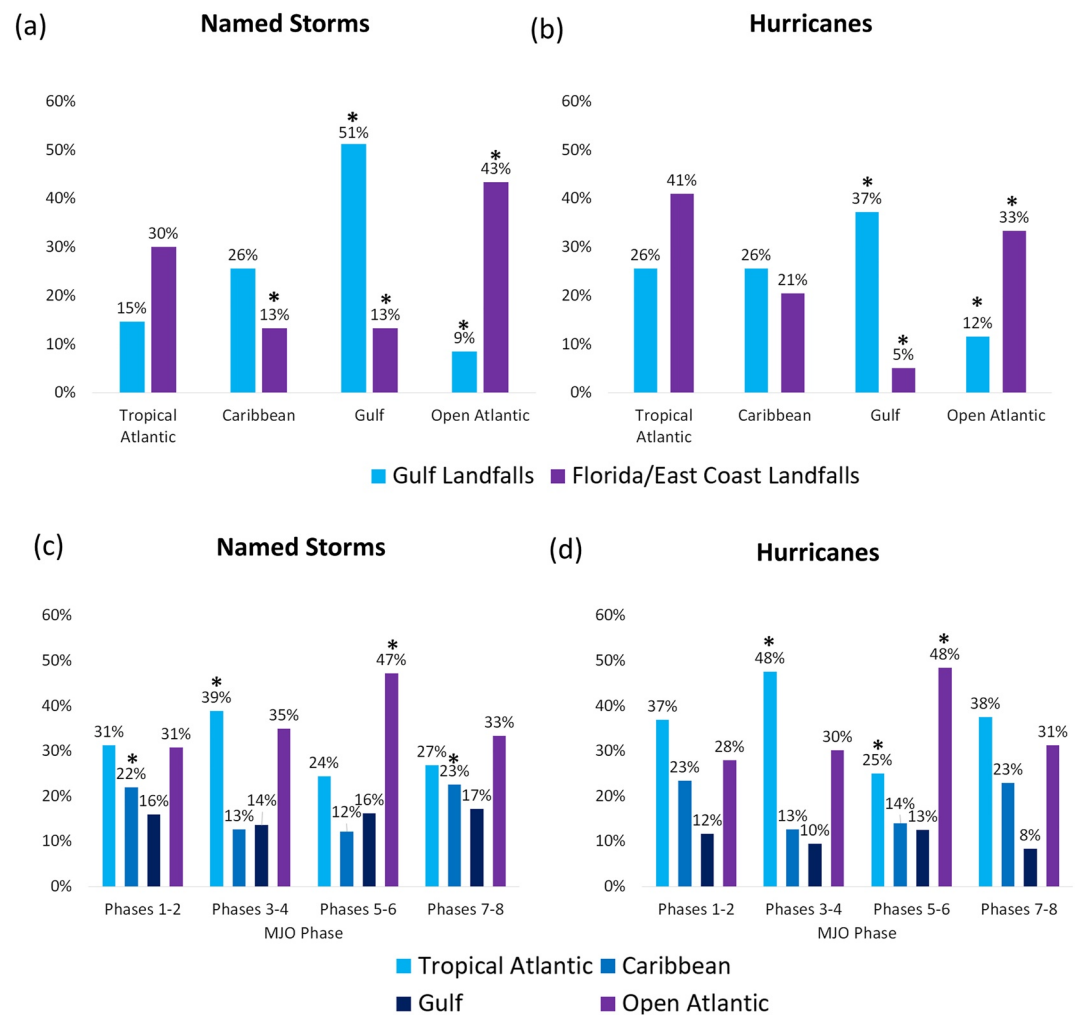 (a)
Named Storms
60%
50%
40%
30%
20%
10%
0%
15%
30%
26%
*
13%
*
51%
*
13%
*
9%
*
43%
Tropical Atlantic
Caribbean
Gulf
Open Atlantic
(b)
Hurricanes
60%
50%
40%
30%
20%
10%
0%
26%
41%
26%
21%
*
37%
*
5%
*
12%
*
33%
Tropical Atlantic
Caribbean
Gulf
Open Atlantic
Gulf Landfalls
Florida/East Coast Landfalls
(c)
Named Storms
60%
50%
40%
30%
20%
10%
0%
31%
*
22%
16%
31%
*
39%
13%
14%
35%
24%
12%
16%
*
47%
27%
*
23%
17%
33%
Phases 1-2
Phases 3-4
Phases 5-6
Phases 7-8
MJO Phase
(d)
Hurricanes
60%
50%
40%
30%
20%
10%
0%
37%
23%
12%
28%
*
48%
13%
10%
30%
*
25%
14%
13%
*
48%
38%
23%
8%
31%
Phases 1-2
Phases 3-4
Phases 5-6
Phases 7-8
MJO Phase
Tropical Atlantic
Caribbean
Gulf
Open Atlantic